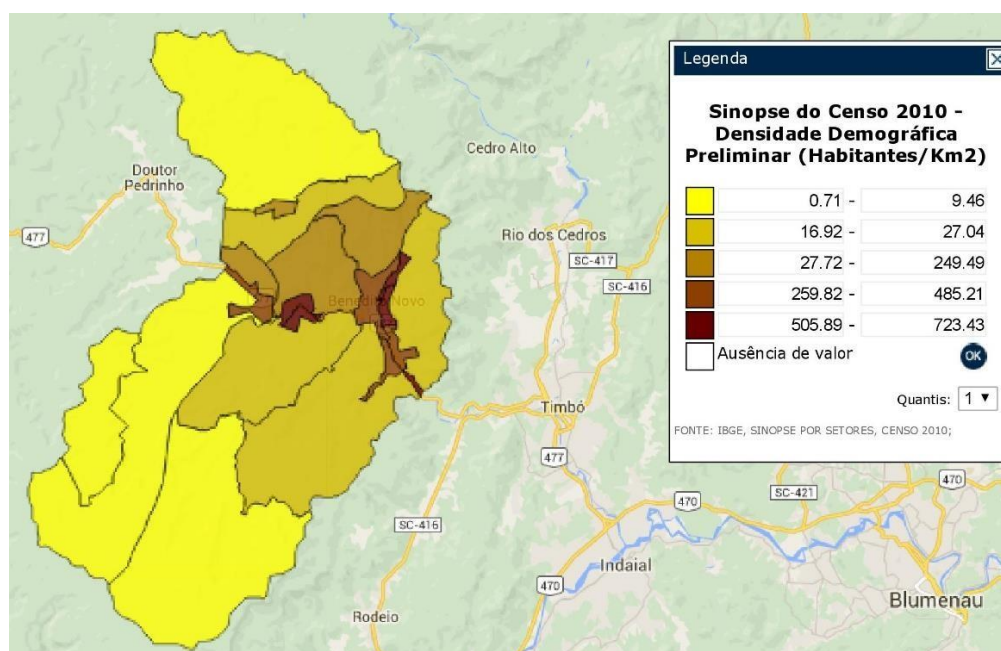 Legenda
Sinopse do Censo 2010 -
Densidade Demográfica
Preliminar (Habitantes/Km2)
0.71 - 9.46
16.92 - 27.04
27.72 - 249.49
259.82 - 485.21
505.89 - 723.43
Ausência de valor OK
Quantis: 1
FONTE: IBGE, SINOPSE POR SETORES, CENSO 2010;
Cedro Alto
Doutor
Pedrinho
477
Rio dos Cedros
SC-417
SC-416
Benedito Novo
Timbó
477
SC-421
470
470
SC-416
Indaial
470
Blumenau
Rodeio